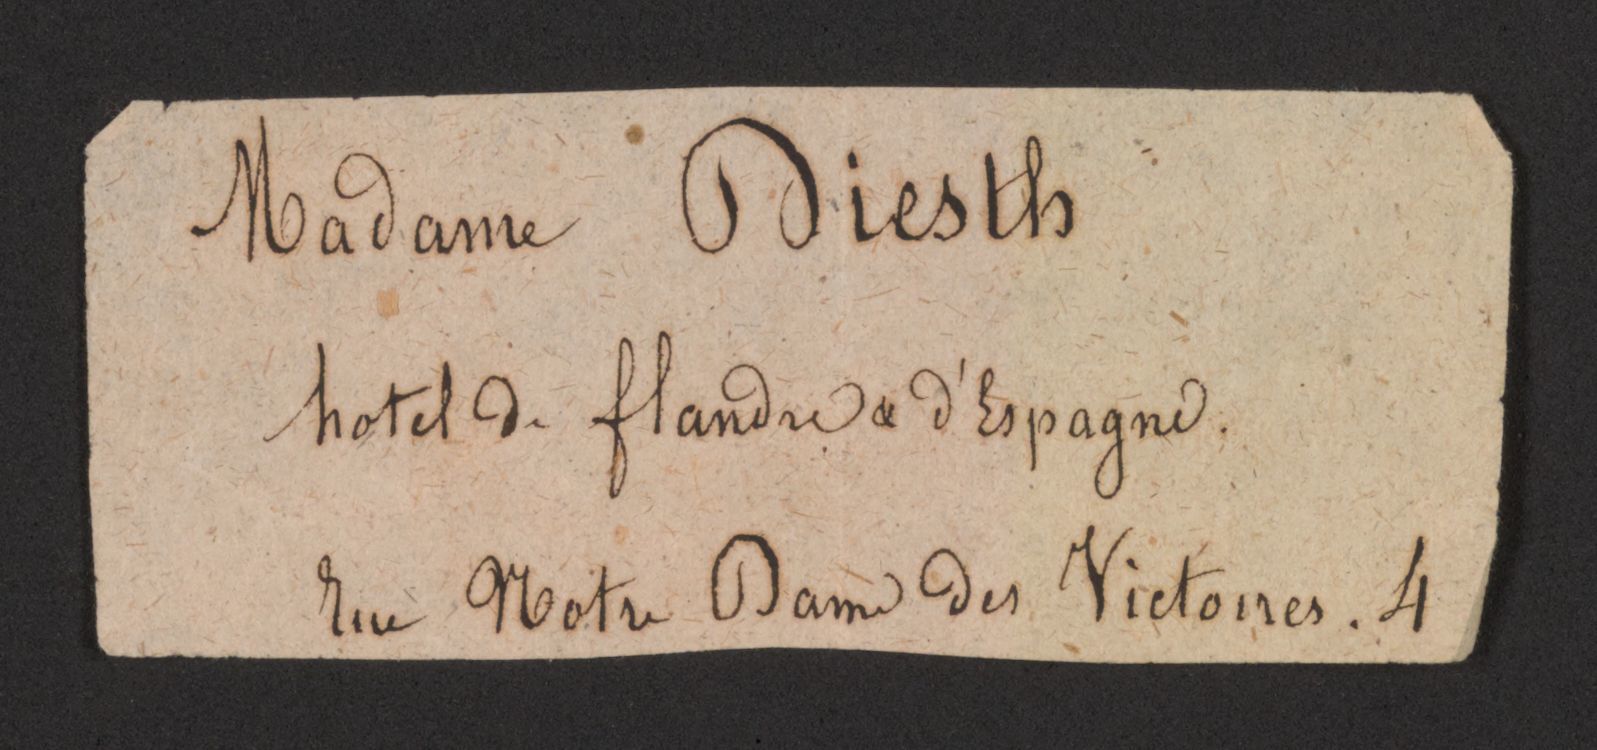 Madame Diesth
hotel de flandre & d'Espagne.
rue Notre Dame des Victoires. 4